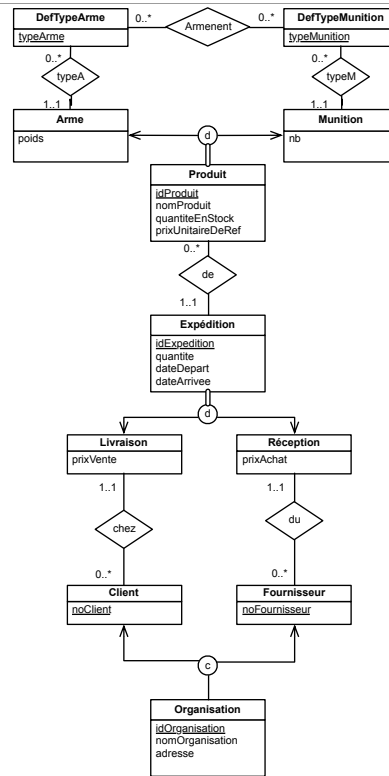 DefTypeArme
typeArme
0..*
Armenent
0..*
DefTypeMunition
typeMunition
0..*
typeA
1..1
0..*
typeM
1..1
Arme
poids
d
Munition
nb
Produit
idProduit
nomProduit
quantiteEnStock
prixUnitaireDeRef
0..*
de
1..1
Expédition
idExpedition
quantite
dateDepart
dateArrivee
d
Livraison
prixVente
Réception
prixAchat
1..1
chez
0..*
1..1
du
0..*
Client
noClient
Fournisseur
noFournisseur
c
Organisation
idOrganisation
nomOrganisation
adresse